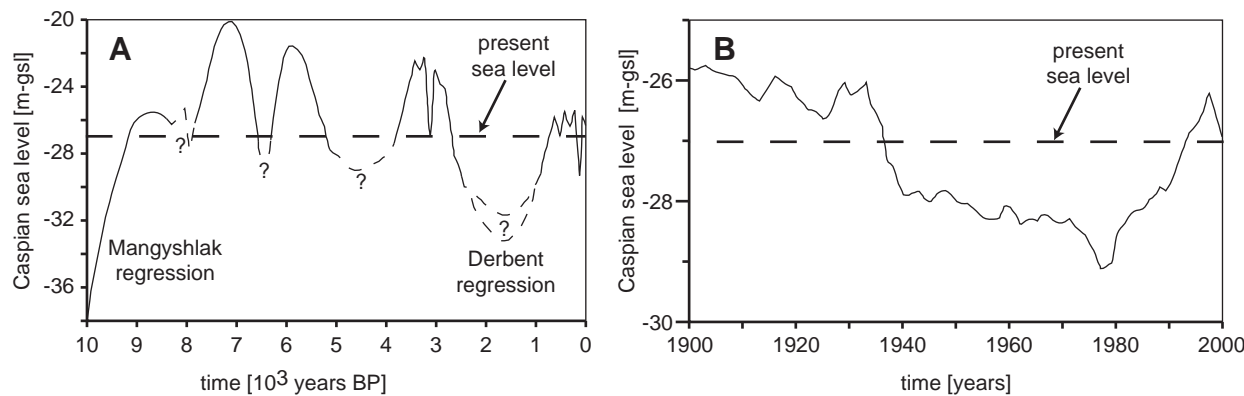 A
Caspian sea level [m-gsl]
-20
-24
-28
-32
-36
present
sea level
?
?
?
?
Mangyshlak
regression
Derbent
regression
10 9 8 7 6 5 4 3 2 1 0
time [10³ years BP]
B
Caspian sea level [m-gsl]
-26
-28
-30
present
sea level
1900 1920 1940 1960 1980 2000
time [years]